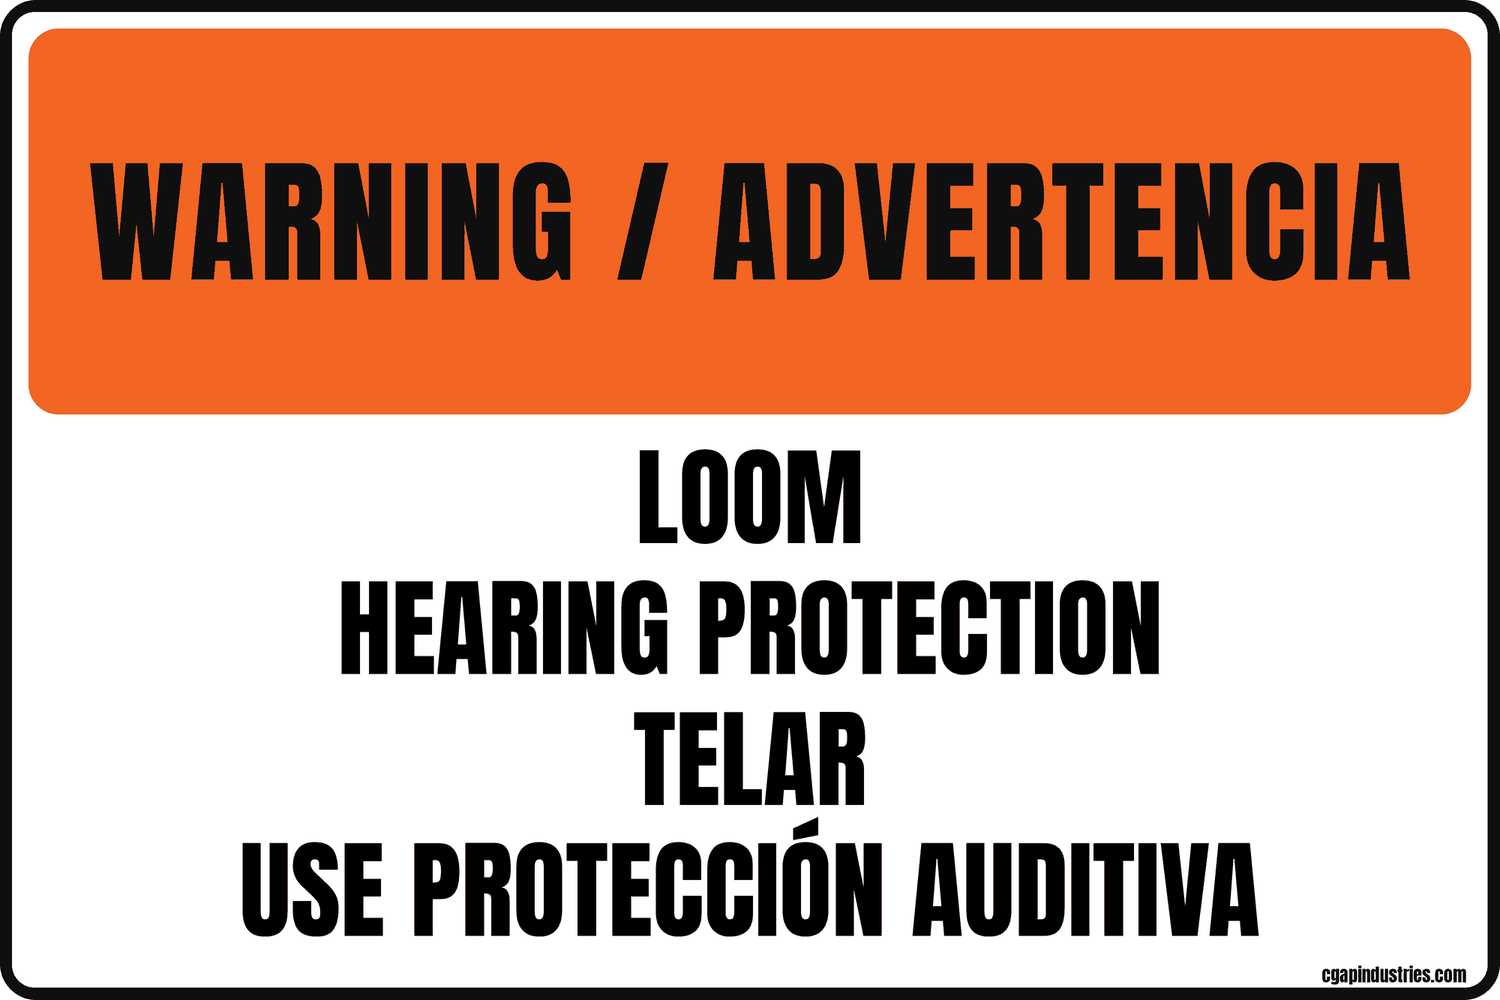 WARNING / ADVERTENCIA
LOOM
HEARING PROTECTION
TELAR
USE PROTECCIÓN AUDITIVA
cgapindustries.com